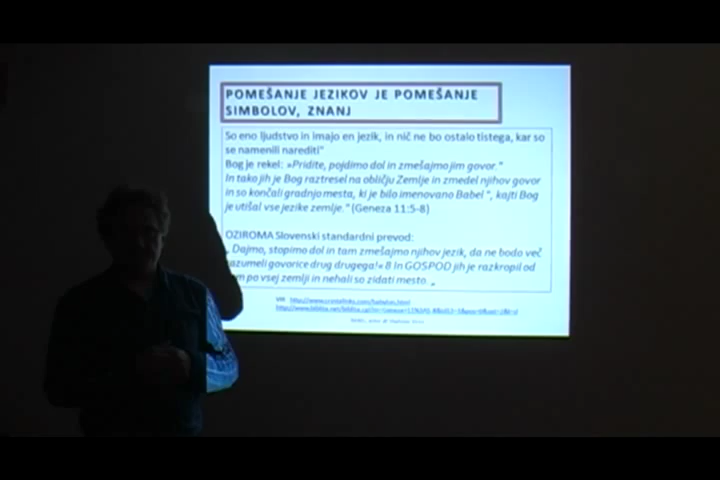 POMEŠANJE JEZIKOV JE POMEŠANJE
SIMBOLOV, ZNANJ
So eno ljudstvo in imajo en jezik, in nič ne bo ostalo tistega, kar so
se namenili narediti"
Bog je rekel: »Pridite, pojdimo dol in zmešajmo jim govor."
In tako jih je Bog raztresel na obličju Zemlje in zmedel njihov govor
in so končali gradnjo mesta, ki je bilo imenovano Babel ", kajti Bog
je utišal vse jezike zemlje." (Geneza 11:5-8)
OZIROMA Slovenski standardni prevod:
„ Dajmo, stopimo dol in tam zmešajmo njihov jezik, da ne bodo več
razumeli govorice drug drugega!« 8 In GOSPOD jih je razkropil od
po vsej zemlji in nehali so zidati mesto. „